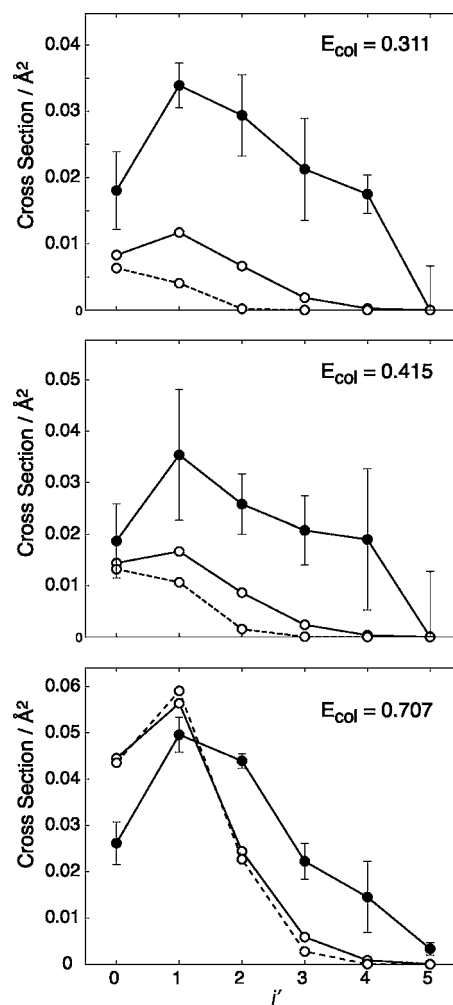 0.04
0.03
0.02
0.01
0
Cross Section / Å²
E_col = 0.311
0.05
0.04
0.03
0.02
0.01
0
Cross Section / Å²
E_col = 0.415
0.06
0.05
0.04
0.03
0.02
0.01
0
Cross Section / Å²
E_col = 0.707
0 1 2 3 4 5
j′